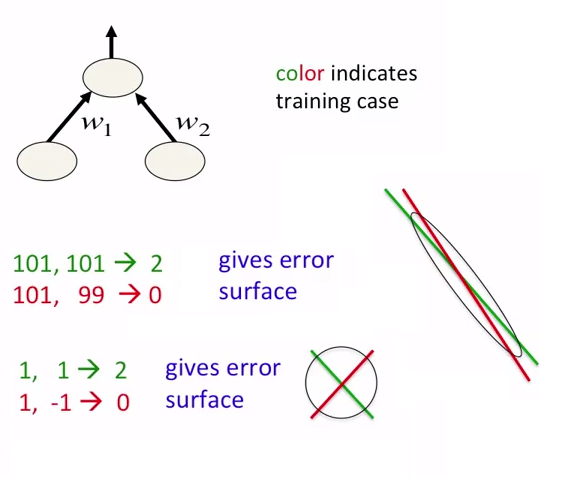 color indicates
training case
w1
w2
101, 101 → 2
101, 99 → 0
gives error
surface
1, 1 → 2
1, -1 → 0
gives error
surface